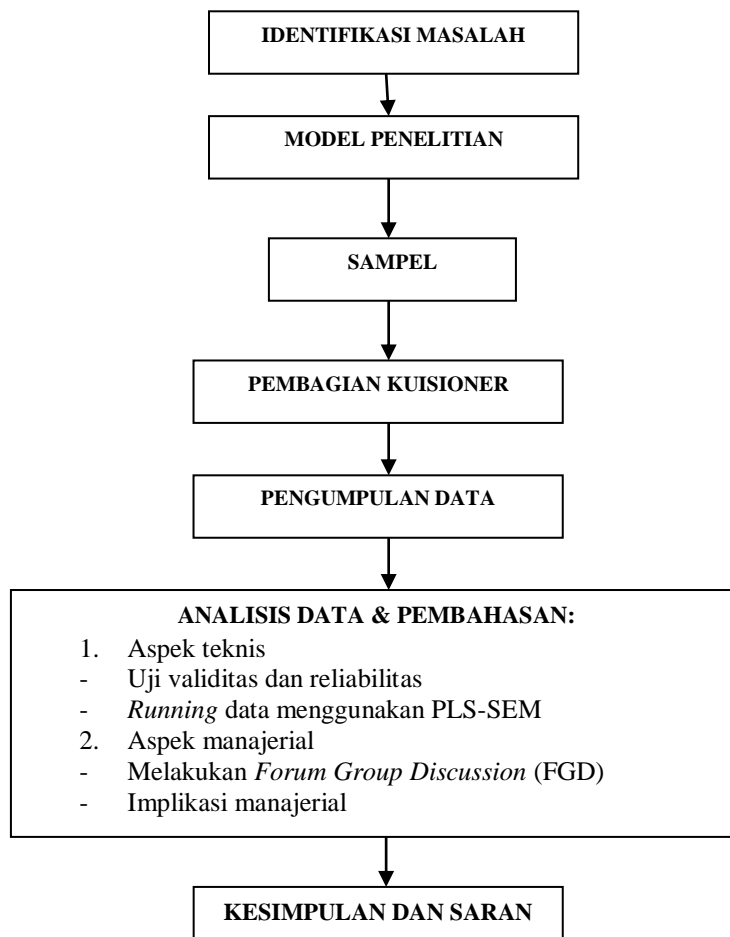 IDENTIFIKASI MASALAH
MODEL PENELITIAN
SAMPEL
PEMBAGIAN KUISIONER
PENGUMPULAN DATA
ANALISIS DATA & PEMBAHASAN:
1. Aspek teknis
- Uji validitas dan reliabilitas
- Running data menggunakan PLS-SEM
2. Aspek manajerial
- Melakukan Forum Group Discussion (FGD)
- Implikasi manajerial
KESIMPULAN DAN SARAN